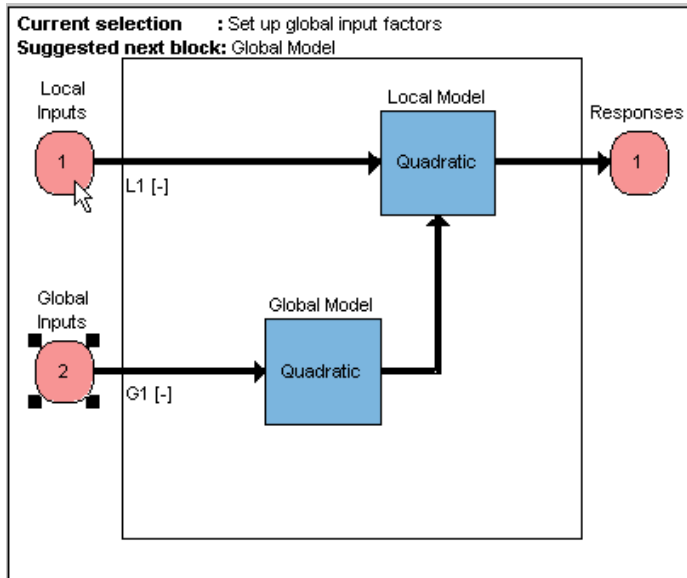 Current selection : Set up global input factors
Suggested next block: Global Model
Local
Inputs
Local Model
Responses
1
Quadratic
1
L1 [-]
Global
Inputs
Global Model
2
Quadratic
G1 [-]